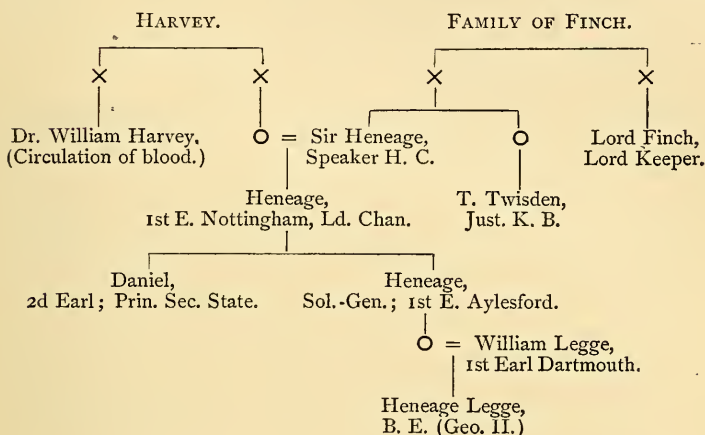 HARVEY.
FAMILY OF FINCH.
Dr. William Harvey,
(Circulation of blood.)
= Sir Heneage,
Speaker H. C.
Lord Finch,
Lord Keeper.
Heneage,
1st E. Nottingham, Ld. Chan.
T. Twisden,
Just. K. B.
Daniel,
2d Earl; Prin. Sec. State.
Heneage,
Sol.-Gen.; 1st E. Aylesford.
= William Legge,
1st Earl Dartmouth.
Heneage Legge,
B. E. (Geo. II.)